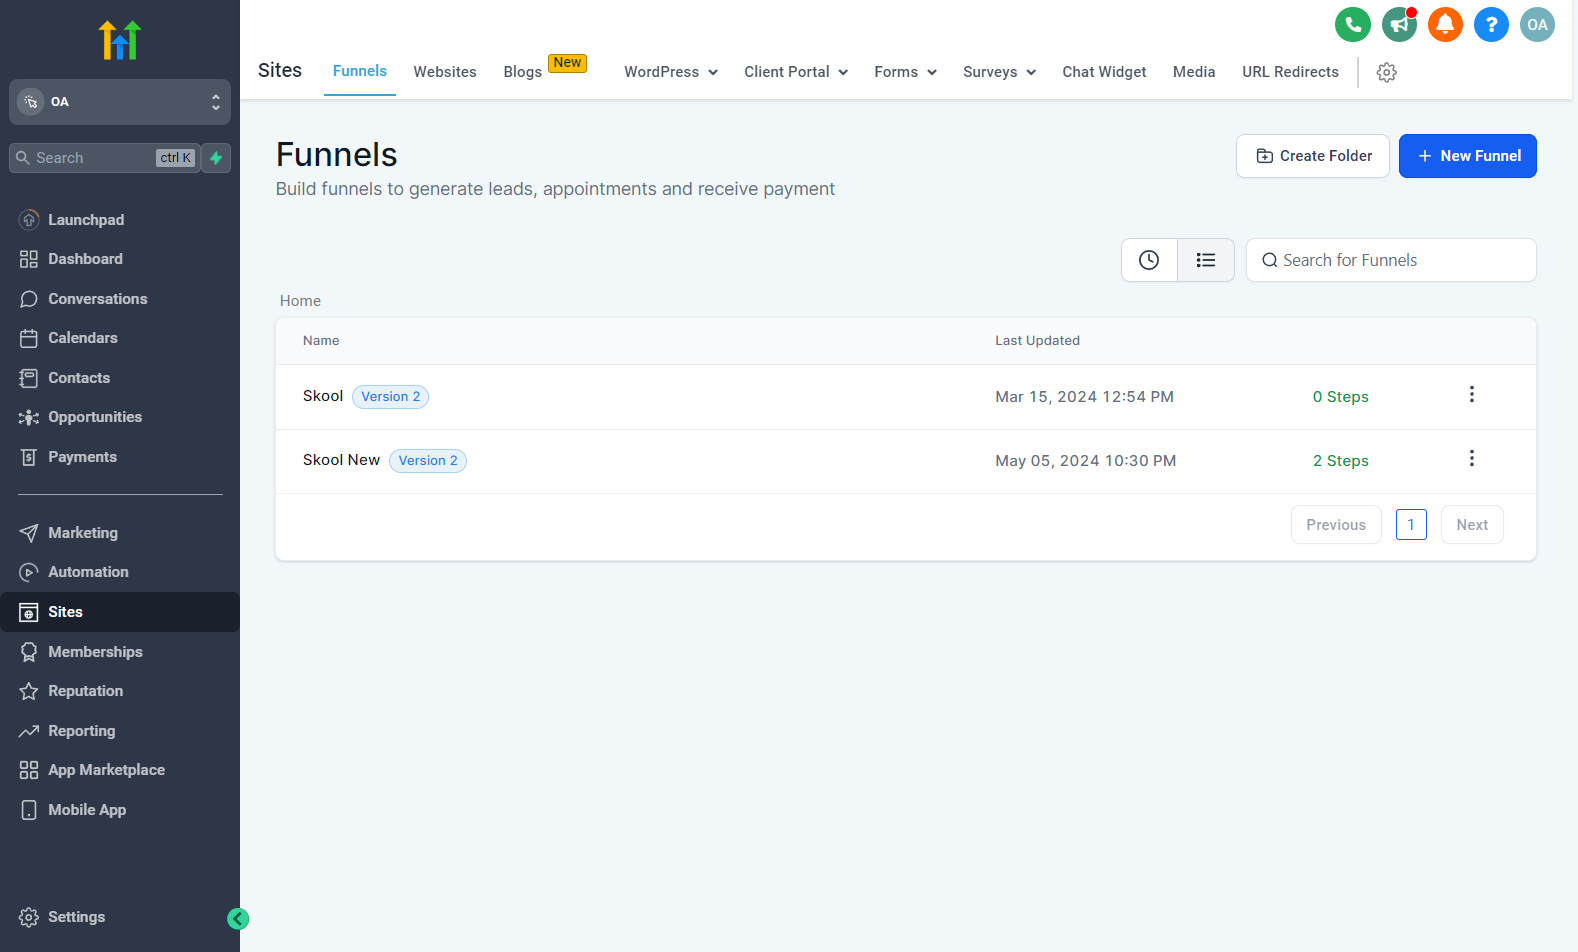 OA
Search ctrl K
Launchpad
Dashboard
Conversations
Calendars
Contacts
Opportunities
Payments
Marketing
Automation
Sites
Memberships
Reputation
Reporting
App Marketplace
Mobile App
Settings
OA
Sites Funnels Websites Blogs New WordPress Client Portal Forms Surveys Chat Widget Media URL Redirects
Funnels
Build funnels to generate leads, appointments and receive payment
Create Folder
+ New Funnel
Search for Funnels
Home
Name Last Updated
Skool Version 2 Mar 15, 2024 12:54 PM 0 Steps
Skool New Version 2 May 05, 2024 10:30 PM 2 Steps
Previous 1 Next